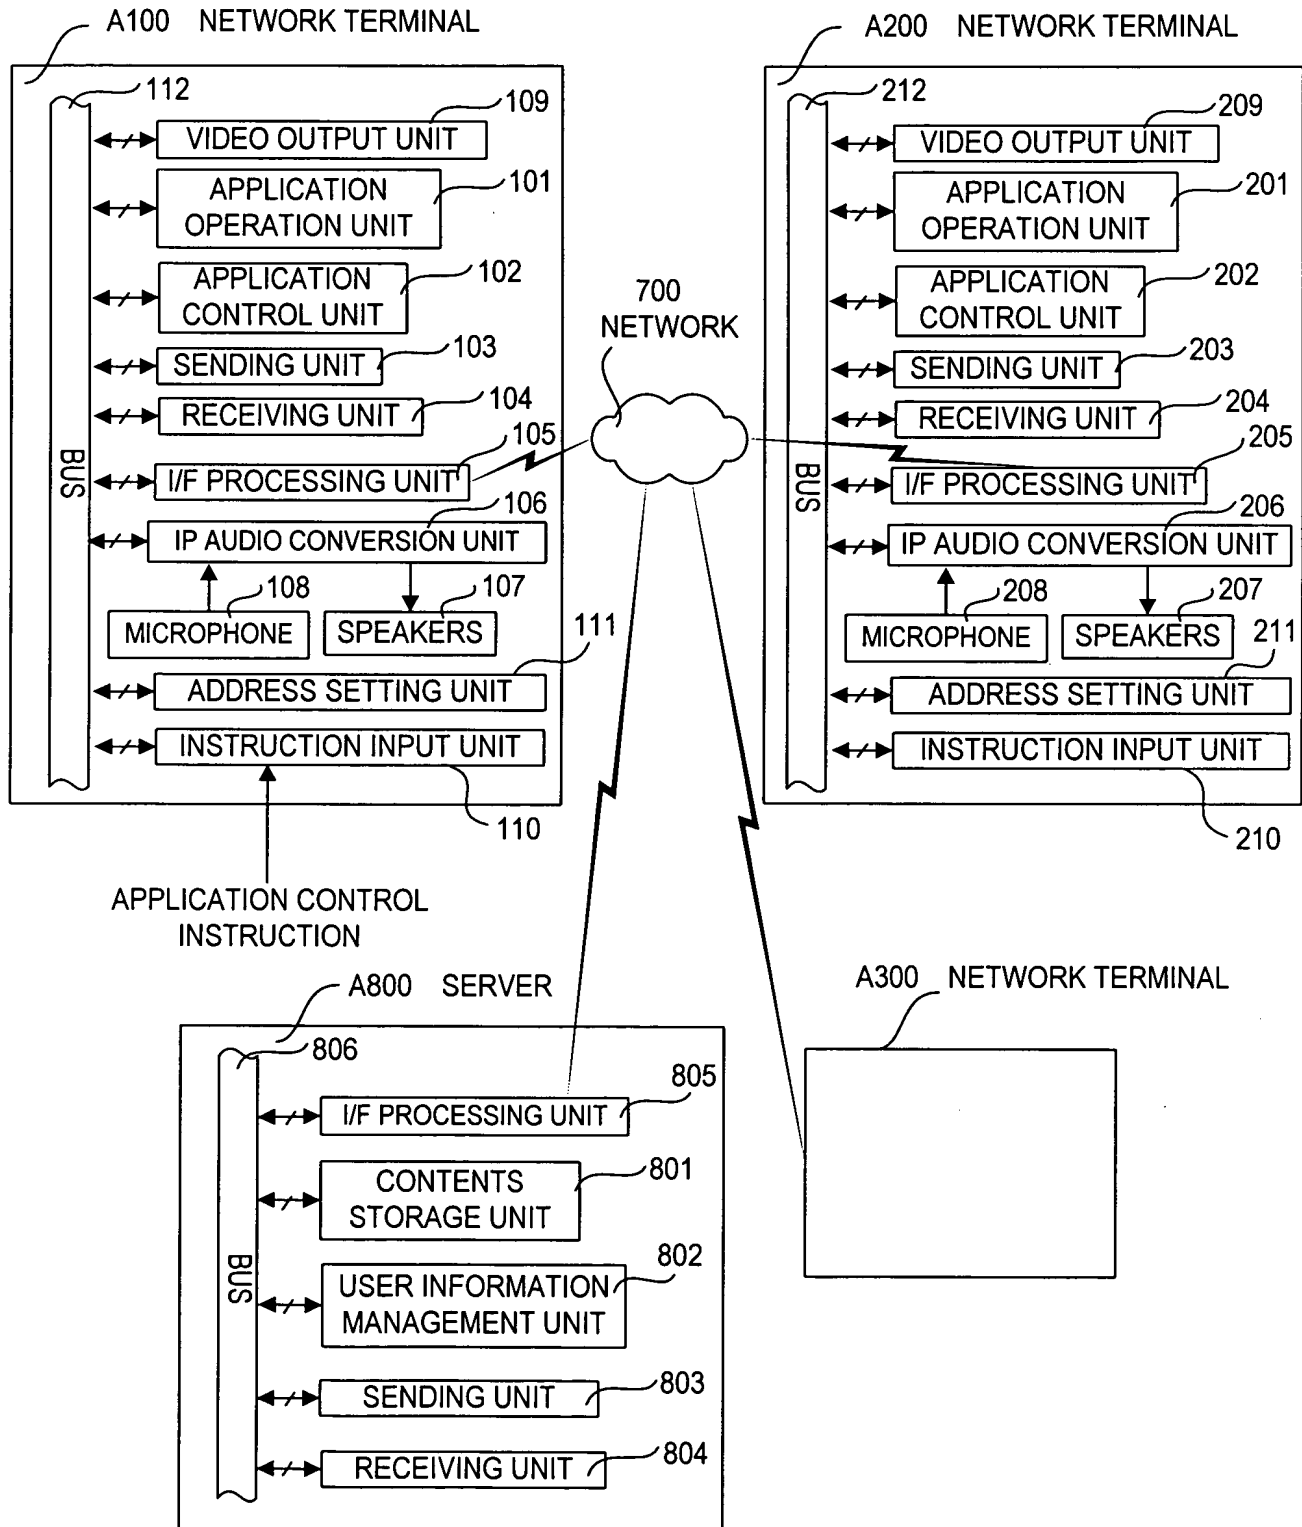 A100 NETWORK TERMINAL
112
109
VIDEO OUTPUT UNIT
101
APPLICATION
OPERATION UNIT
102
APPLICATION
CONTROL UNIT
103
SENDING UNIT
104
RECEIVING UNIT
105
I/F PROCESSING UNIT
BUS
106
IP AUDIO CONVERSION UNIT
108
107
MICROPHONE
SPEAKERS
111
ADDRESS SETTING UNIT
INSTRUCTION INPUT UNIT
110
APPLICATION CONTROL
INSTRUCTION
700
NETWORK
A200 NETWORK TERMINAL
212
209
VIDEO OUTPUT UNIT
201
APPLICATION
OPERATION UNIT
202
APPLICATION
CONTROL UNIT
203
SENDING UNIT
204
RECEIVING UNIT
205
I/F PROCESSING UNIT
BUS
206
IP AUDIO CONVERSION UNIT
208
207
MICROPHONE
SPEAKERS
211
ADDRESS SETTING UNIT
INSTRUCTION INPUT UNIT
210
A800 SERVER
806
805
I/F PROCESSING UNIT
801
CONTENTS
STORAGE UNIT
BUS
802
USER INFORMATION
MANAGEMENT UNIT
803
SENDING UNIT
804
RECEIVING UNIT
A300 NETWORK TERMINAL